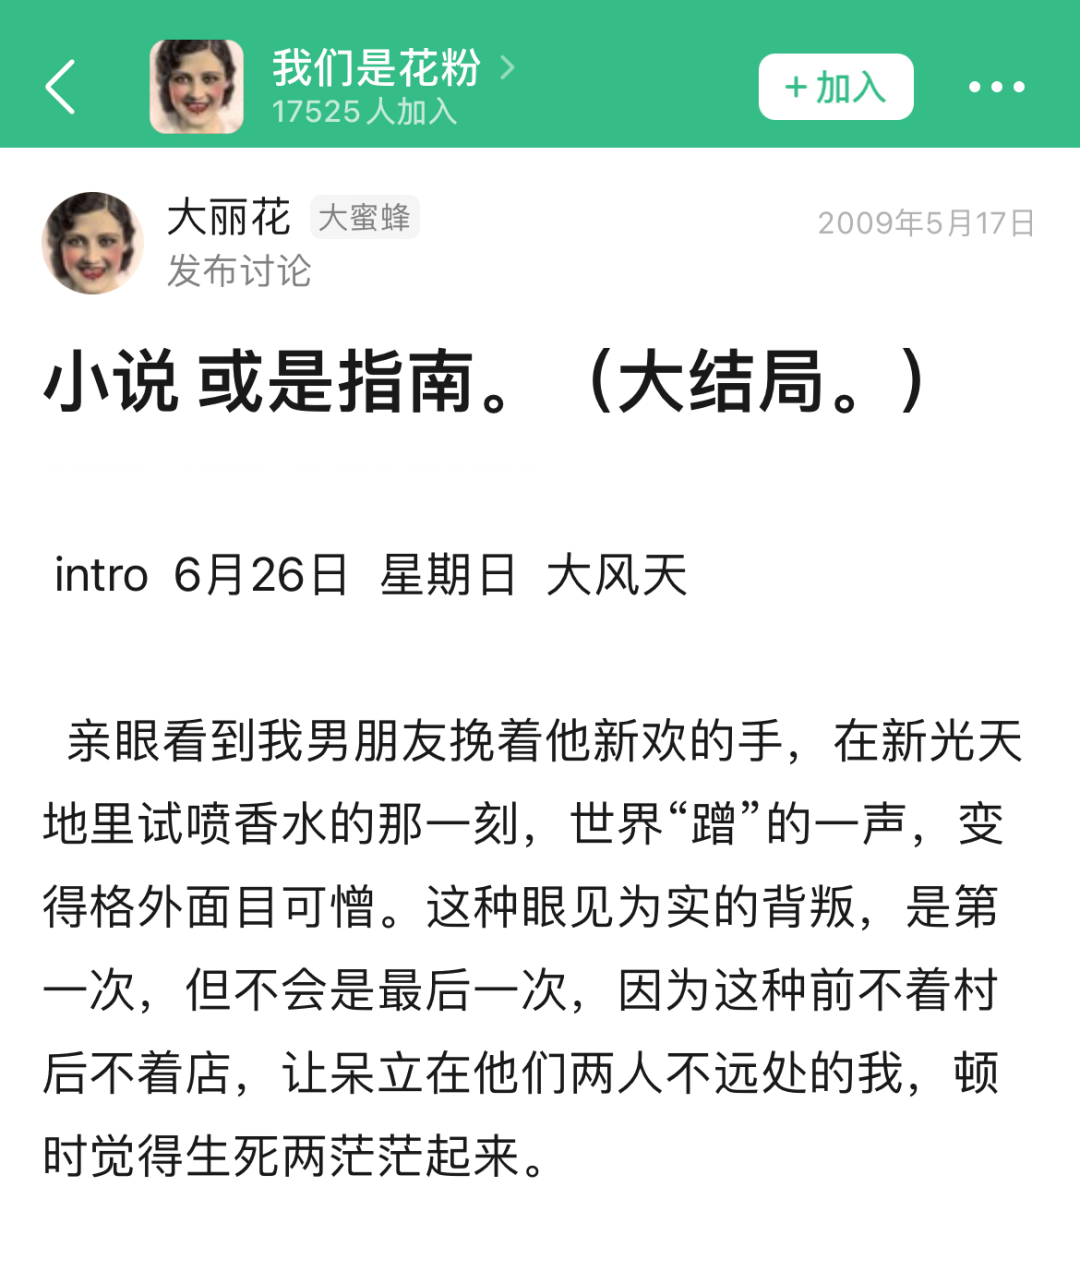 我们是花粉
17525人加入
+加入
大丽花 大蜜蜂
2009年5月17日
发布讨论
小说 或是指南。（大结局。）
intro 6月26日 星期日 大风天
亲眼看到我男朋友挽着他新欢的手，在新光天
地里试喷香水的那一刻，世界“蹭”的一声，变
得格外面目可憎。这种眼见为实的背叛，是第
一次，但不会是最后一次，因为这种前不着村
后不着店，让呆立在他们两人不远处的我，顿
时觉得生死两茫茫起来。